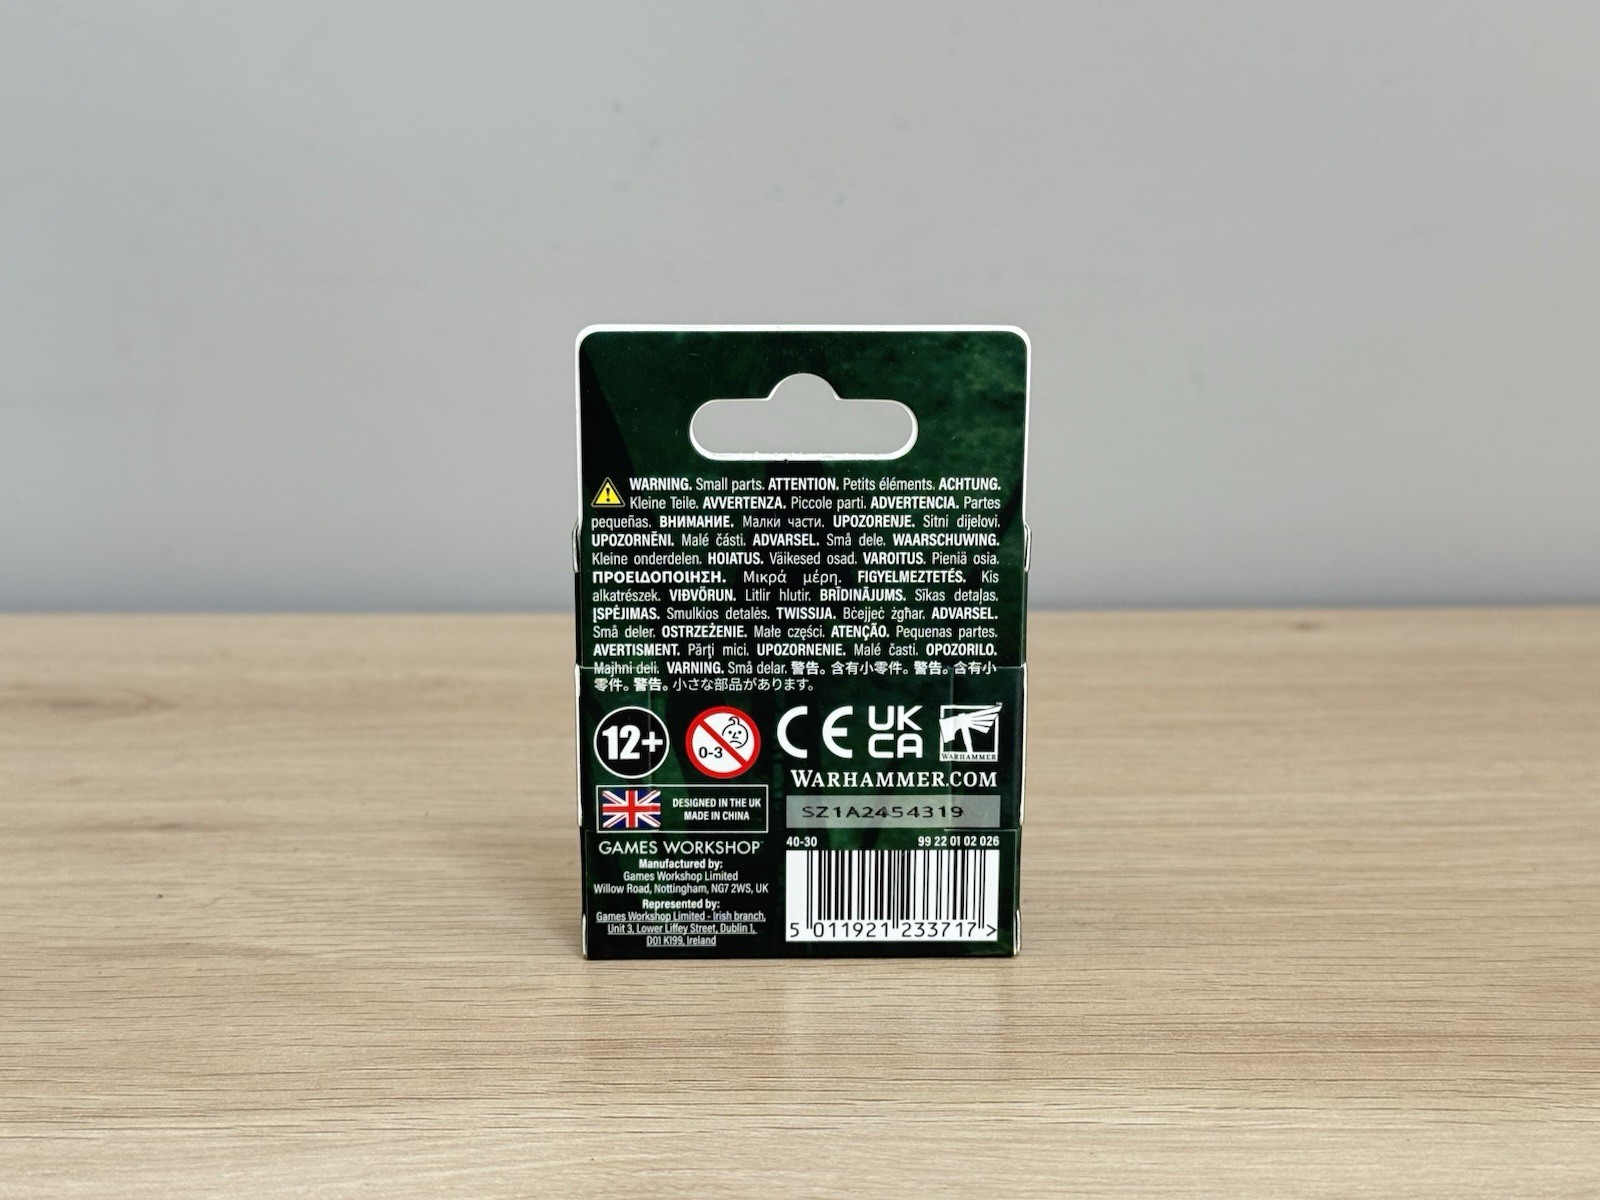 WARNING. Small parts. ATTENTION. Petits éléments. ACHTUNG.
Kleine Teile. AVVERTENZA. Piccole parti. ADVERTENCIA. Partes
pequeñas. ВНИМАНИЕ. Малки части. UPOZORENJE. Sitni dijelovi.
UPOZORNĚNI. Malé části. ADVARSEL. Små dele. WAARSCHUWING.
Kleine onderdelen. HOIATUS. Väikesed osad. VAROITUS. Pieniä osia.
ΠΡΟΕΙΔΟΠΟΙΗΣΗ. Μικρά μέρη. FIGYELMEZTETÉS. Kis
alkatrészek. VIÐVÖRUN. Litlir hlutir. BRĪDINĀJUMS. Sīkas detaļas.
ĮSPĖJIMAS. Smulkios detalės. TWISSIJA. Bċejjeċ żgħar. ADVARSEL.
Små deler. OSTRZEŻENIE. Małe części. ATENÇÃO. Pequenas partes.
AVERTISMENT. Părţi mici. UPOZORNENIE. Malé časti. OPOZORILO.
Majhni deli. VARNING. Små delar. 警告。含有小零件。警告。含有小
零件。警告。小さな部品があります。
12+
0-3
CE
UK
CA
WARHAMMER
WARHAMMER.COM
DESIGNED IN THE UK
MADE IN CHINA
SZ1A2454319
GAMES WORKSHOP
Manufactured by:
Games Workshop Limited
Willow Road, Nottingham, NG7 2WS, UK
Represented by:
Games Workshop Limited - Irish branch,
Unit 3, Lower Liffey Street, Dublin 1,
D01 K199, Ireland
40-30 99 22 01 02 026
5 011921 233717 >